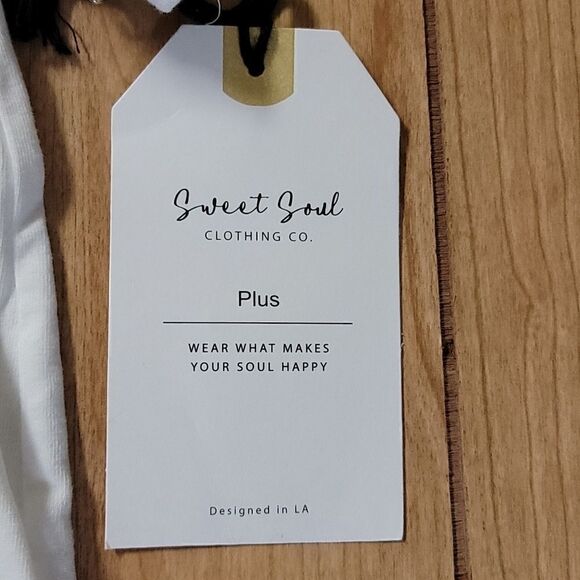 Sweet Soul
CLOTHING CO.
Plus
WEAR WHAT MAKES
YOUR SOUL HAPPY
Designed in LA